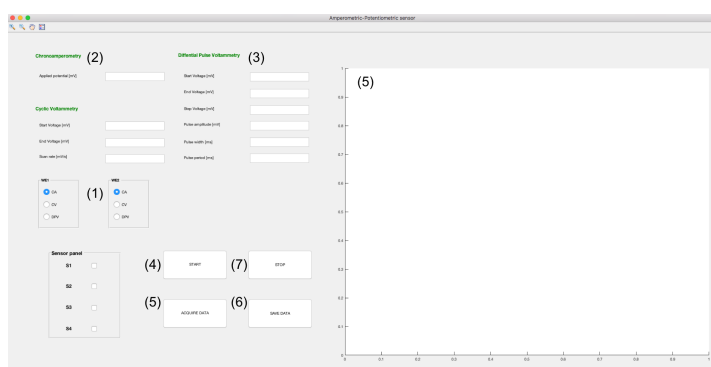 Amperometric-Potentiometric sensor
Chronoamperometry (2)
Applied potential [mV]
Cyclic Voltammetry
Start Voltage [mV]
End Voltage [mV]
Scan rate [mV/s]
Diffential Pulse Voltammetry (3)
Start Voltage [mV]
End Voltage [mV]
Step Voltage [mV]
Pulse amplitude [mV]
Pulse width [ms]
Pulse period [ms]
WE1
CA
CV
DPV
(1)
WE2
CA
CV
DPV
Sensor panel
S1
S2
S3
S4
(4) START
(7) STOP
(5) ACQUIRE DATA
(6) SAVE DATA
(5)
1
0.9
0.8
0.7
0.6
0.5
0.4
0.3
0.2
0.1
0
0 0.1 0.2 0.3 0.4 0.5 0.6 0.7 0.8 0.9 1